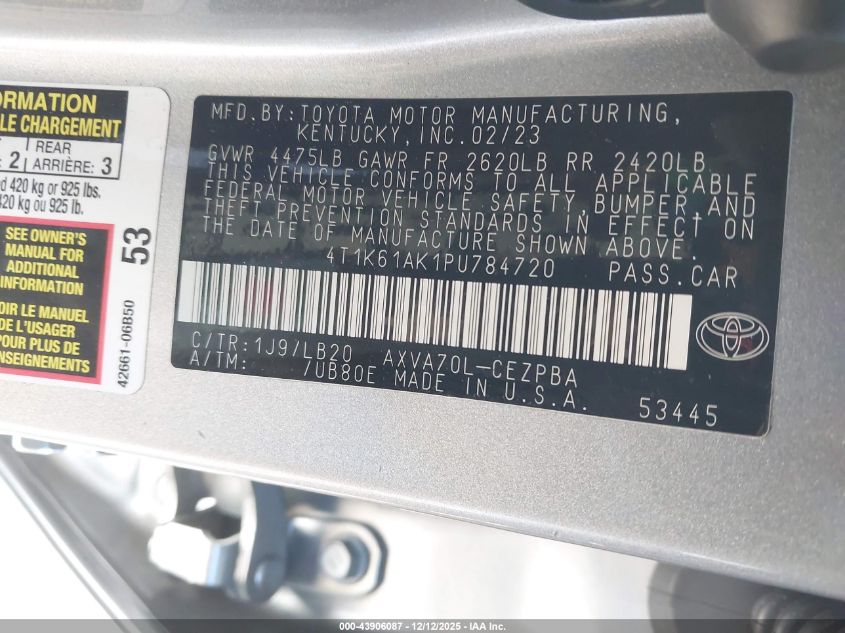 ORMATION
LE CHARGEMENT
2
REAR
ARRIÈRE: 3
d 420 kg or 925 lbs.
420 kg ou 925 lb.
SEE OWNER'S
MANUAL FOR
ADDITIONAL
INFORMATION
OIR LE MANUEL
DE L'USAGER
POUR PLUS
ENSEIGNEMENTS
53
42661-06B50
MFD. BY: TOYOTA MOTOR MANUFACTURING,
KENTUCKY, INC. 02/23
GVWR 4475LB GAWR FR 2620LB RR 2420LB
THIS VEHICLE CONFORMS TO ALL APPLICABLE
FEDERAL MOTOR VEHICLE SAFETY, BUMPER, AND
THEFT PREVENTION STANDARDS IN EFFECT ON
THE DATE OF MANUFACTURE SHOWN ABOVE.
4T1K61AK1PU784720 PASS. CAR
C/TR: 1J9/LB20 AXVA70L-CEZPBA
A/TM: 7UB80E MADE IN U.S.A.
53445
000-43906087 - 12/12/2025 - IAA Inc.